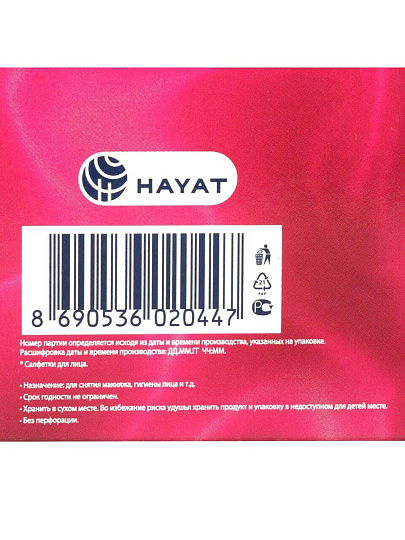 HAYAT
21
PAP
8 690536 020447
Номер партии определяется исходя из даты и времени производства, указанных на упаковке.
Расшифровка даты и времени производства: ДД.ММ.ГГ ЧЧ:ММ.
* Салфетки для лица.
• Назначение: для снятия макияжа, гигиены лица и т.д.
• Срок годности не ограничен.
• Хранить в сухом месте. Во избежание риска удушья хранить продукт и упаковку в недоступном для детей месте.
• Без перфорации.